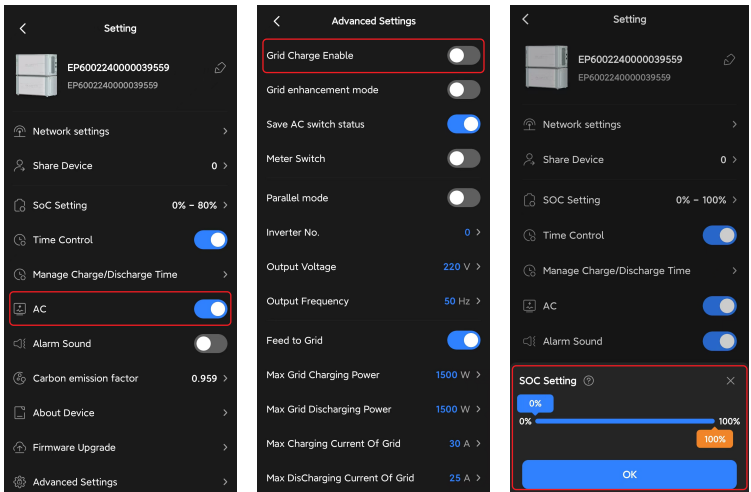 Setting
EP6002240000039559
EP6002240000039559
Network settings
Share Device 0
SoC Setting 0% – 80%
Time Control
Manage Charge/Discharge Time
AC
Alarm Sound
Carbon emission factor 0.959
About Device
Firmware Upgrade
Advanced Settings
Advanced Settings
Grid Charge Enable
Grid enhancement mode
Save AC switch status
Meter Switch
Parallel mode
Inverter No. 0
Output Voltage 220 V
Output Frequency 50 Hz
Feed to Grid
Max Grid Charging Power 1500 W
Max Grid Discharging Power 1500 W
Max Charging Current Of Grid 30 A
Max DisCharging Current Of Grid 25 A
Setting
EP6002240000039559
EP6002240000039559
Network settings
Share Device 0
SOC Setting 0% – 100%
Time Control
Manage Charge/Discharge Time
AC
Alarm Sound
SOC Setting
0%
0% 100%
100%
OK